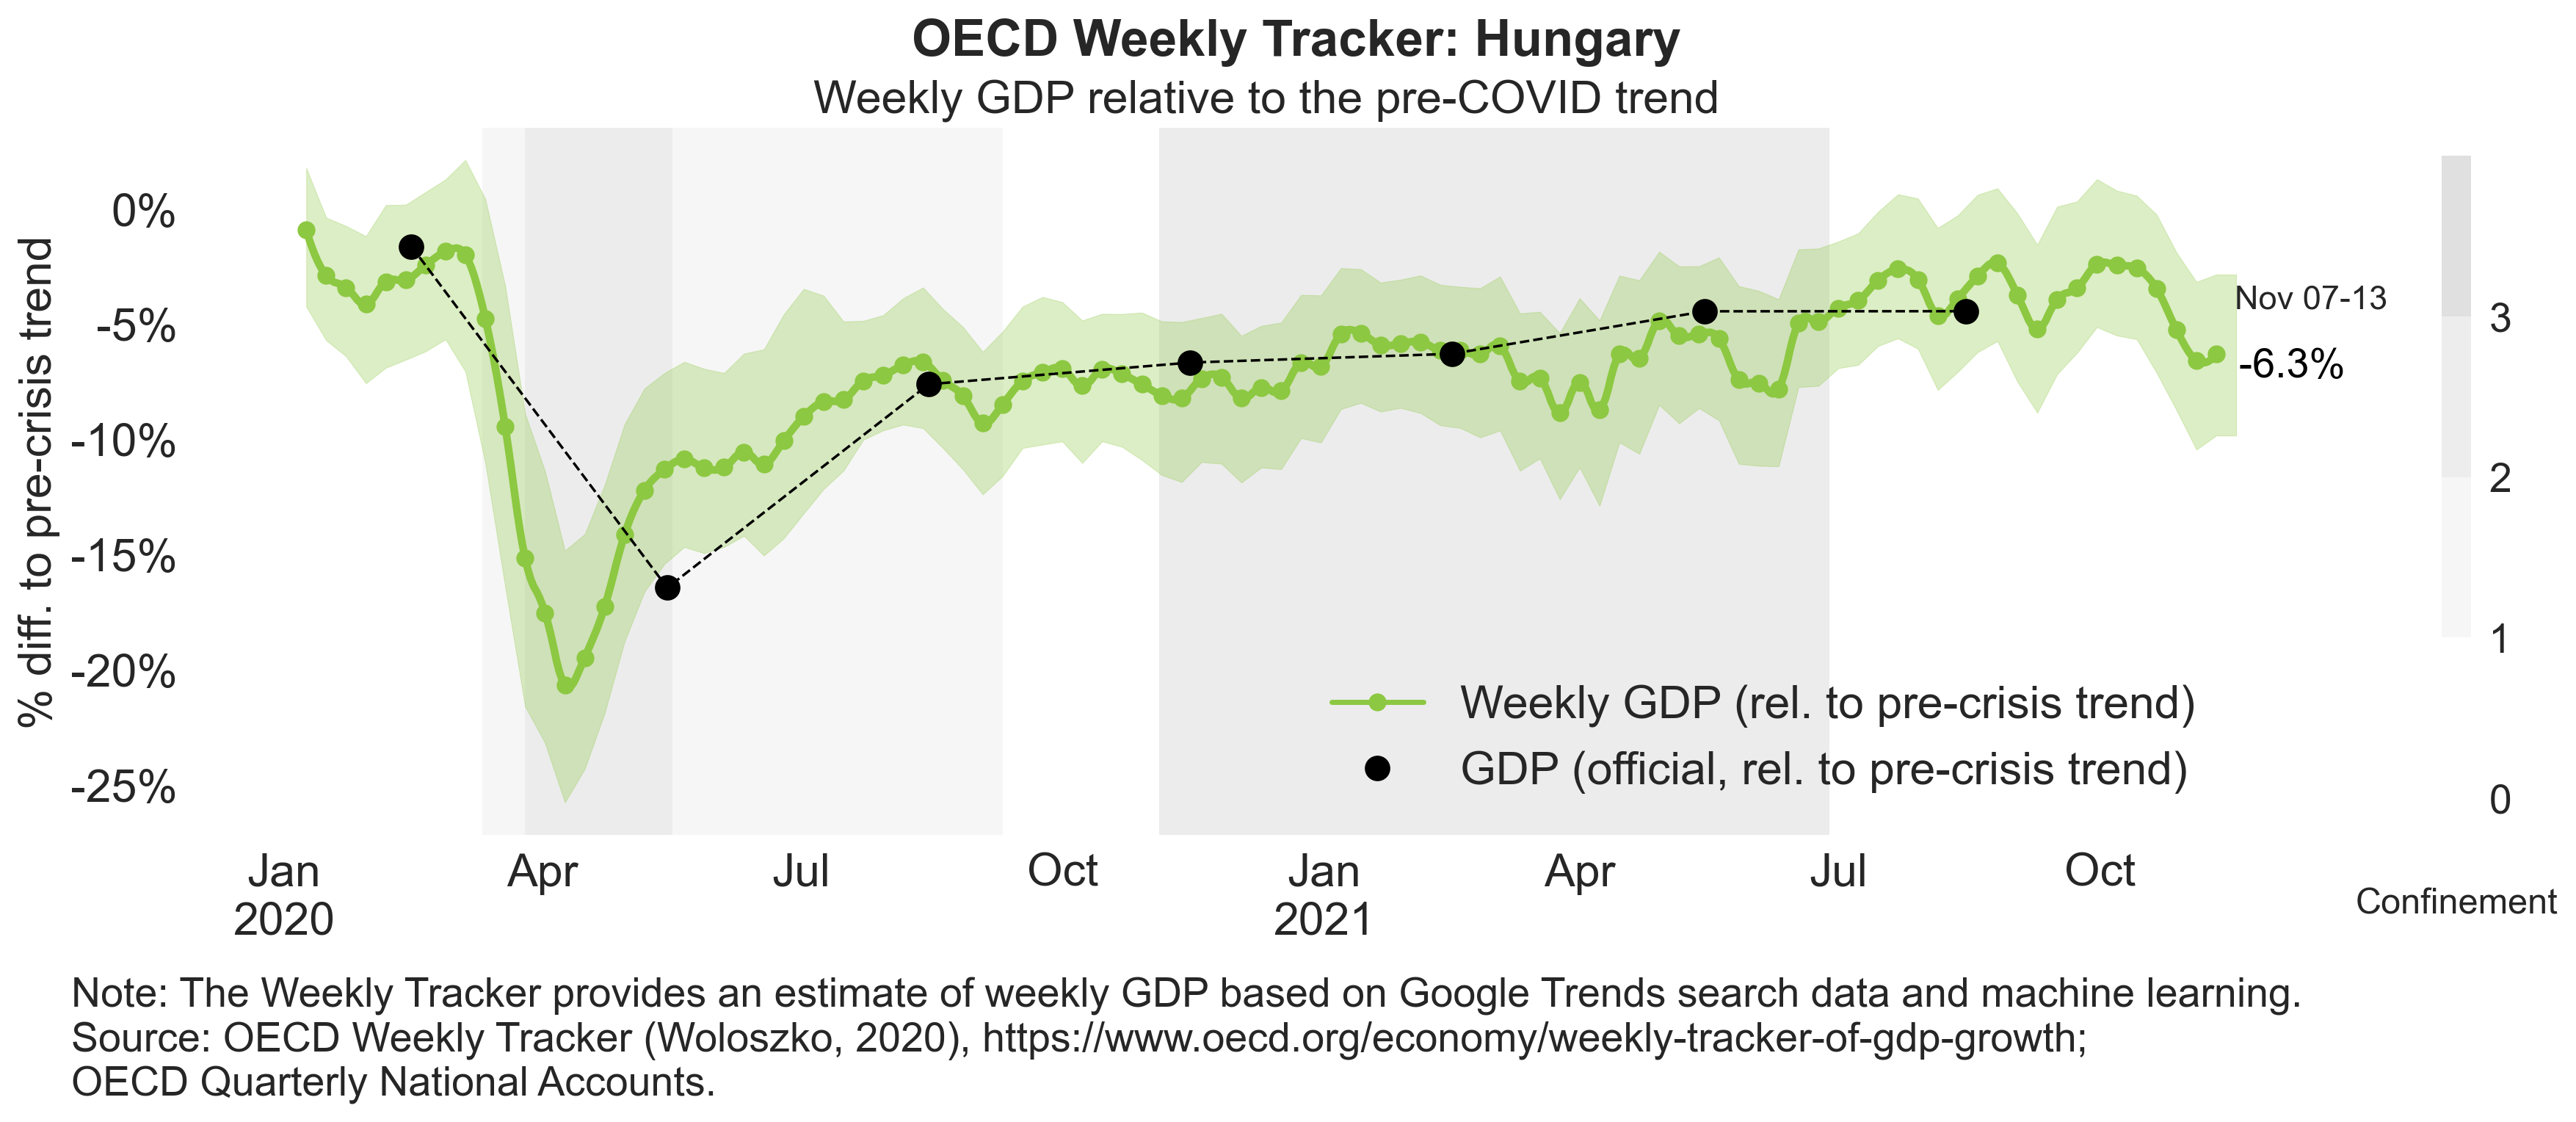 OECD Weekly Tracker: Hungary
Weekly GDP relative to the pre-COVID trend
% diff. to pre-crisis trend
0%
-5%
-10%
-15%
-20%
-25%
Nov 07-13
-6.3%
3
2
1
0
Confinement
Weekly GDP (rel. to pre-crisis trend)
GDP (official, rel. to pre-crisis trend)
Jan Apr Jul Oct Jan Apr Jul Oct
2020 2021
Note: The Weekly Tracker provides an estimate of weekly GDP based on Google Trends search data and machine learning.
Source: OECD Weekly Tracker (Woloszko, 2020), https://www.oecd.org/economy/weekly-tracker-of-gdp-growth;
OECD Quarterly National Accounts.